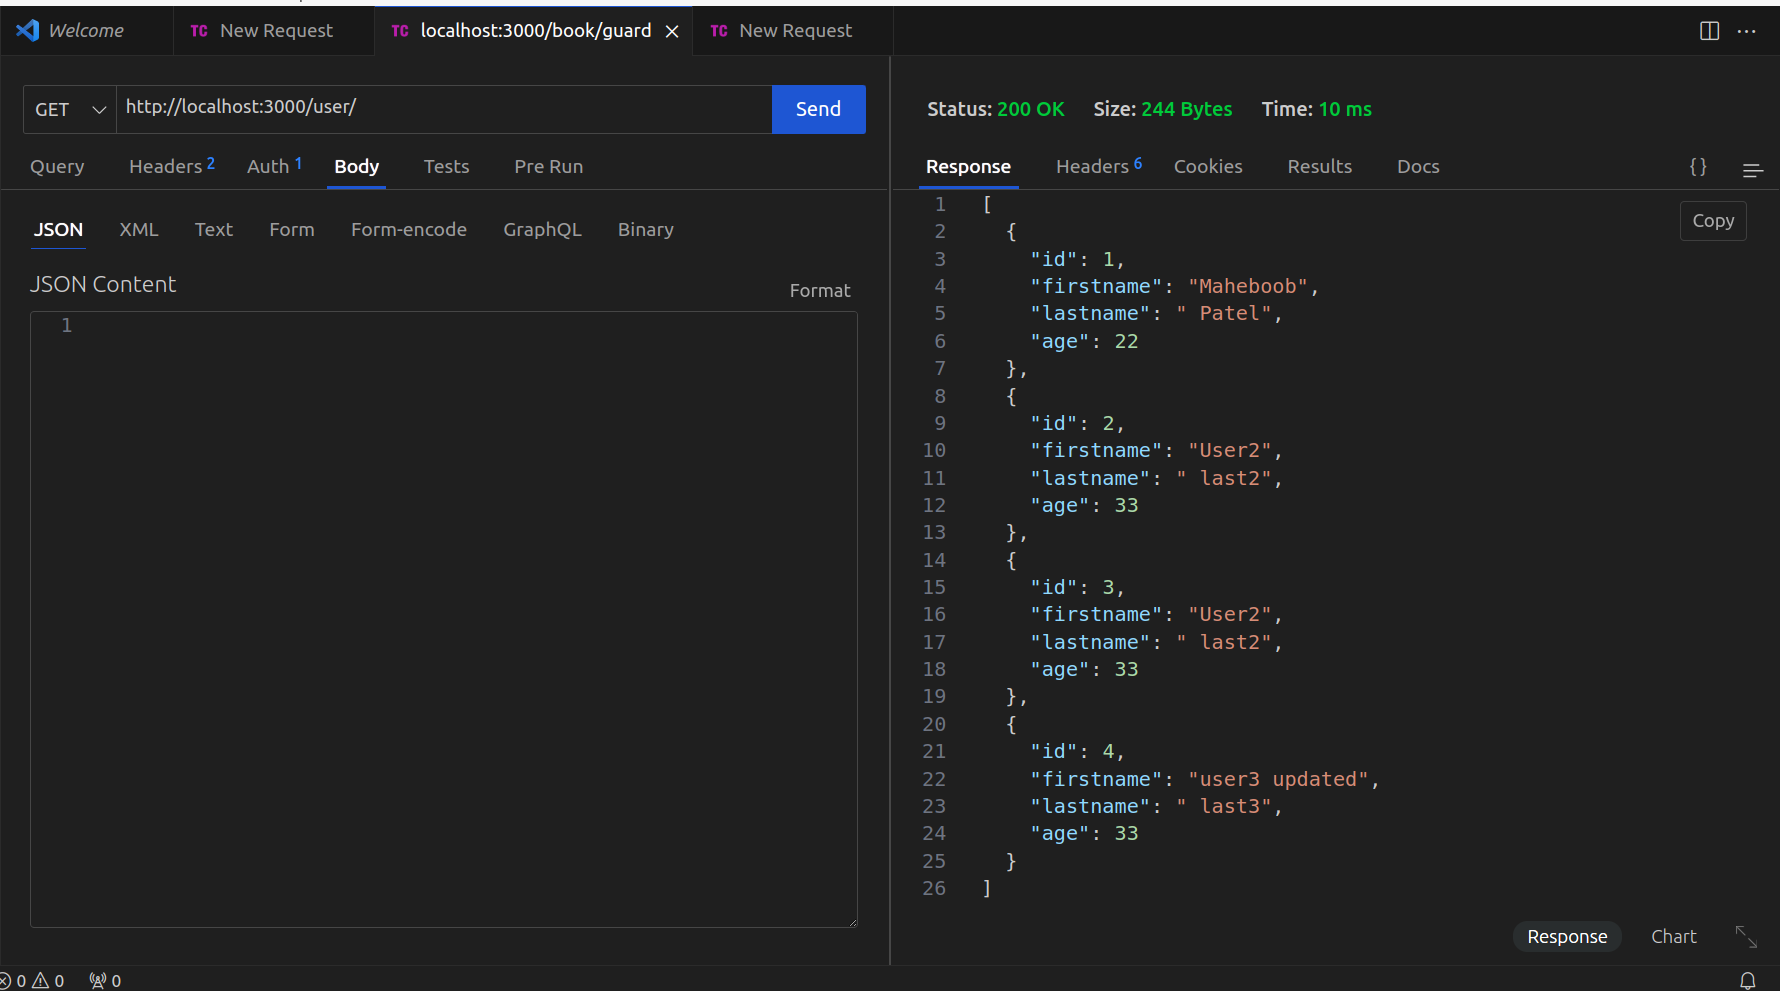 Welcome TC New Request TC localhost:3000/book/guard TC New Request
GET http://localhost:3000/user/ Send
Query Headers 2 Auth 1 Body Tests Pre Run
JSON XML Text Form Form-encode GraphQL Binary
JSON Content Format
1
Status: 200 OK Size: 244 Bytes Time: 10 ms
Response Headers 6 Cookies Results Docs {}
Copy
1 [
2 {
3 "id": 1,
4 "firstname": "Maheboob",
5 "lastname": " Patel",
6 "age": 22
7 },
8 {
9 "id": 2,
10 "firstname": "User2",
11 "lastname": " last2",
12 "age": 33
13 },
14 {
15 "id": 3,
16 "firstname": "User2",
17 "lastname": " last2",
18 "age": 33
19 },
20 {
21 "id": 4,
22 "firstname": "user3 updated",
23 "lastname": " last3",
24 "age": 33
25 }
26 ]
Response Chart
0 0 0